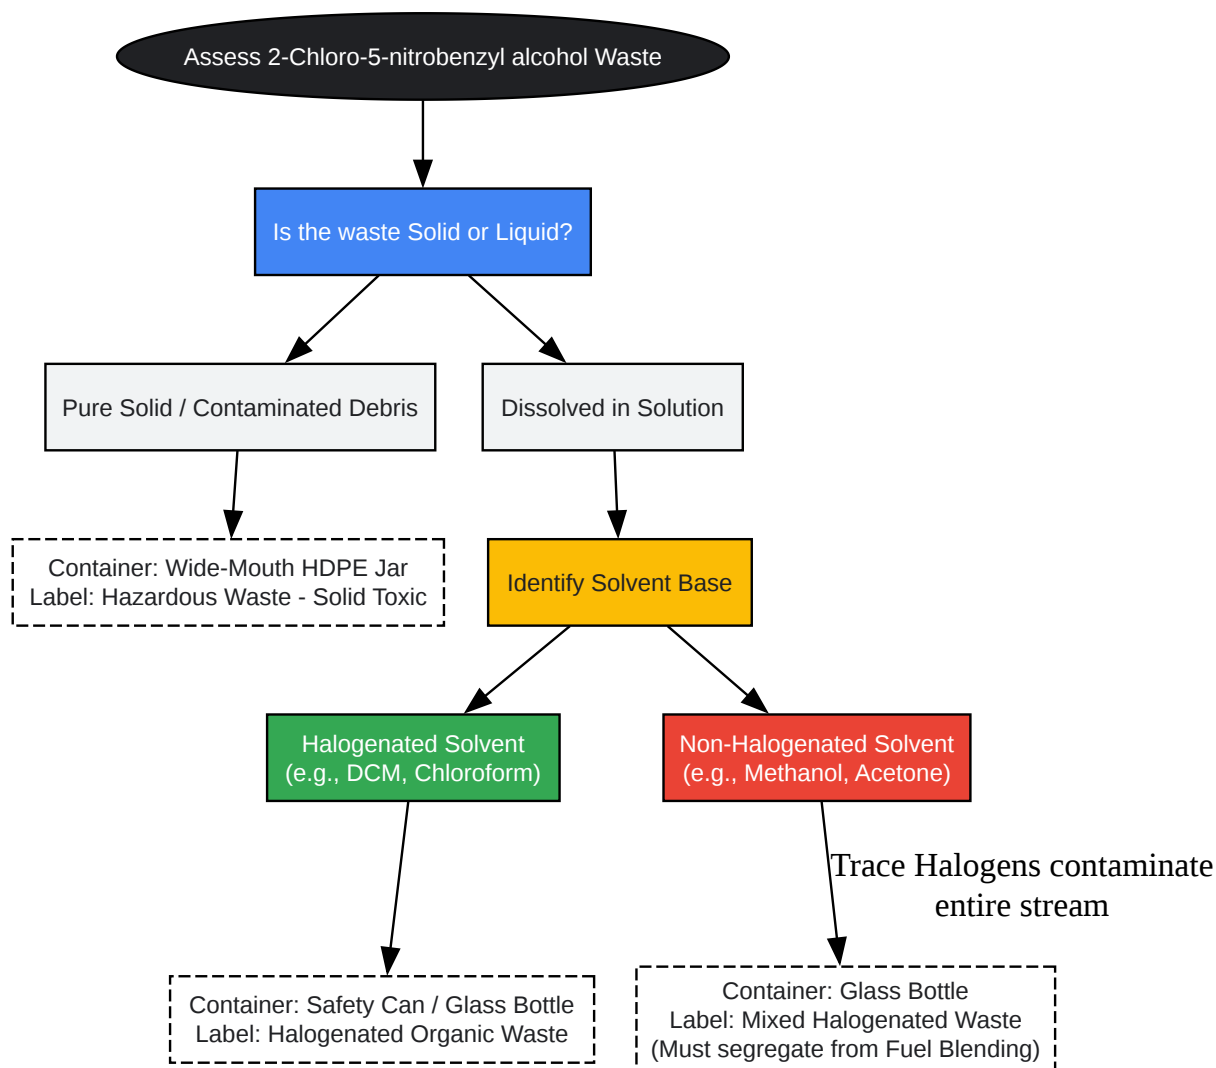 Assess 2-Chloro-5-nitrobenzyl alcohol Waste
Is the waste Solid or Liquid?
Pure Solid / Contaminated Debris
Dissolved in Solution
Container: Wide-Mouth HDPE Jar
Label: Hazardous Waste - Solid Toxic
Identify Solvent Base
Halogenated Solvent
(e.g., DCM, Chloroform)
Non-Halogenated Solvent
(e.g., Methanol, Acetone)
Trace Halogens contaminate
entire stream
Container: Safety Can / Glass Bottle
Label: Halogenated Organic Waste
Container: Glass Bottle
Label: Mixed Halogenated Waste
(Must segregate from Fuel Blending)